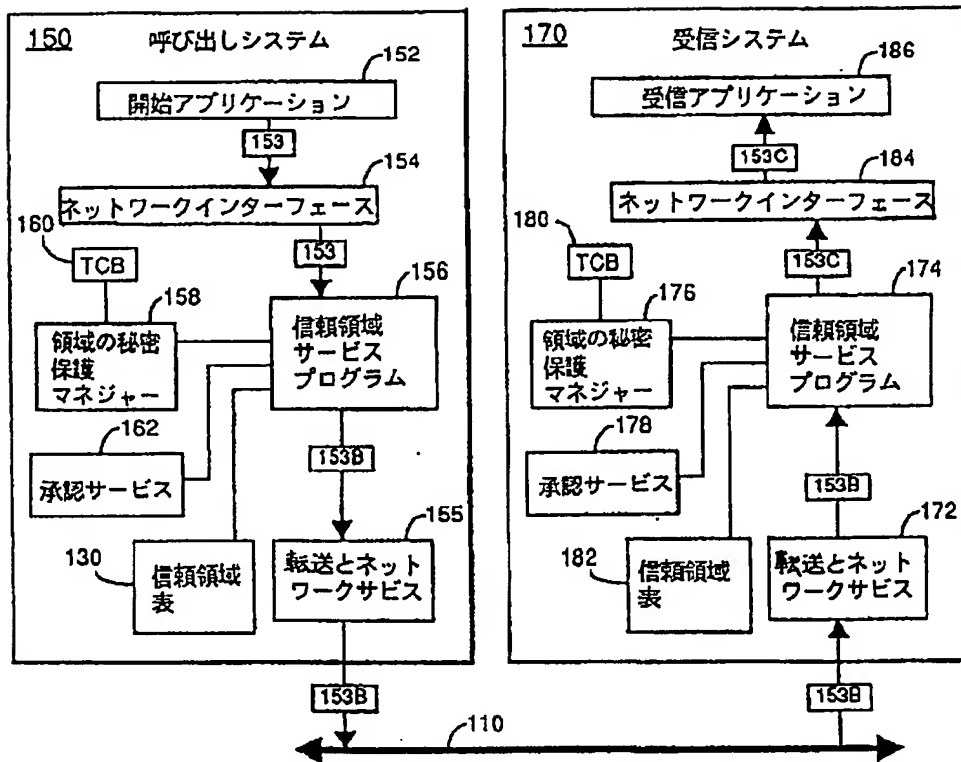 150
呼び出しシステム
152
開始アプリケーション
153
154
ネットワークインターフェース
160
TCB
153
156
158
領域の秘密
保護
マネジャー
信頼領域
サービス
プログラム
162
承認サービス
153B
155
130
信頼領域
表
転送とネット
ワークサビス
153B
110
170
受信システム
186
受信アプリケーション
153C
184
ネットワークインターフェース
180
TCB
153C
174
176
領域の秘密
保護
マネジャー
信頼領域
サービス
プログラム
178
承認サービス
153B
172
182
信頼領域
表
転送とネット
ワークサビス
153B